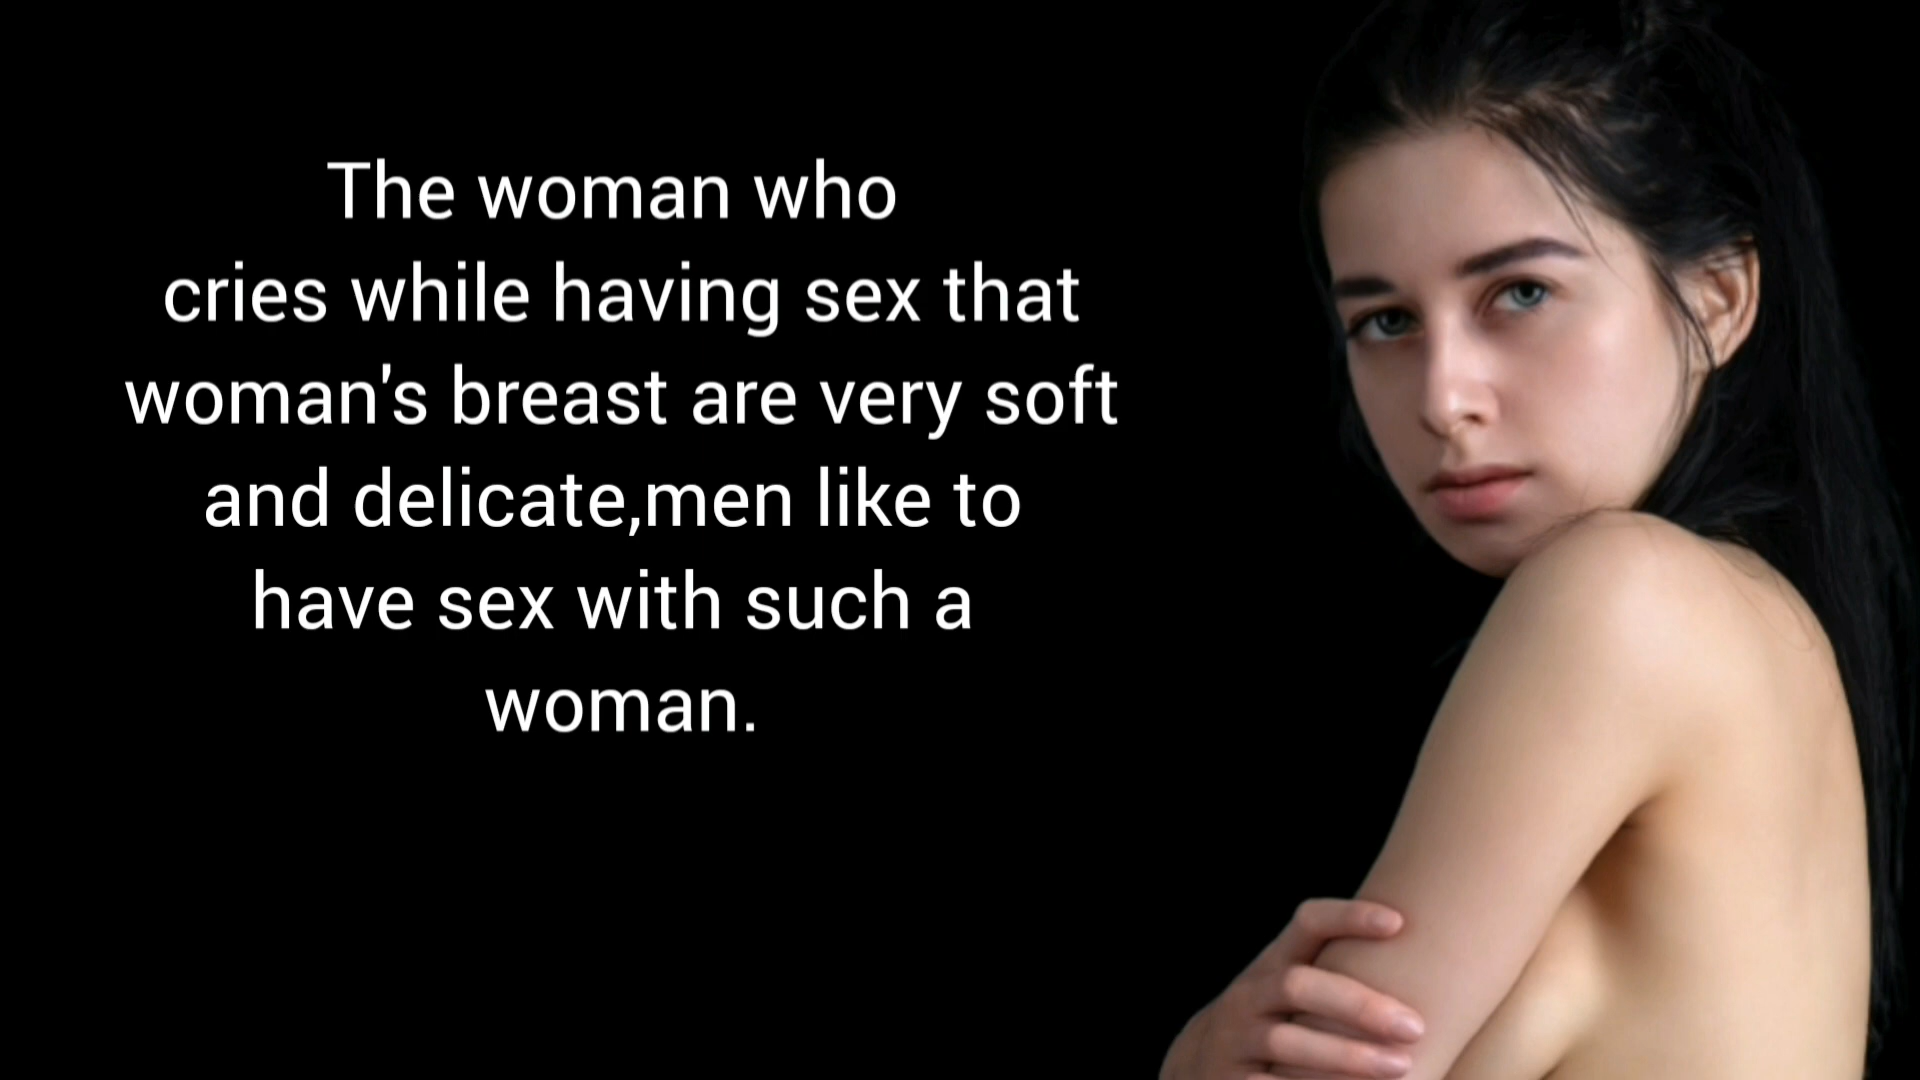 The woman who
cries while having sex that
woman's breast are very soft
and delicate,men like to
have sex with such a
woman.